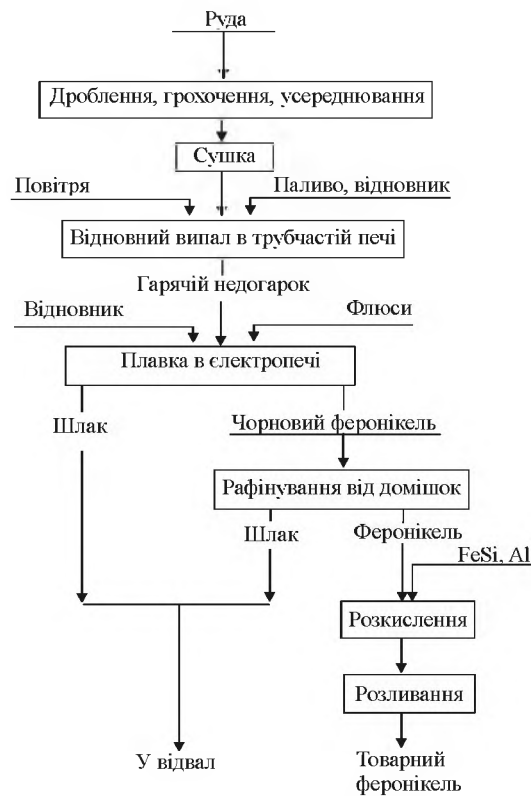 Руда
Дроблення, грохочення, усереднювання
Сушка
Повітря
Паливо, відновник
Відновний випал в трубчастій печі
Гарячій недогарок
Відновник
Флюси
Плавка в єлектропечі
Шлак
Чорновий феронікель
Рафінування від домішок
Шлак
Феронікель
FeSi, Al
Розкислення
Розливання
У відвал
Товарний
феронікель